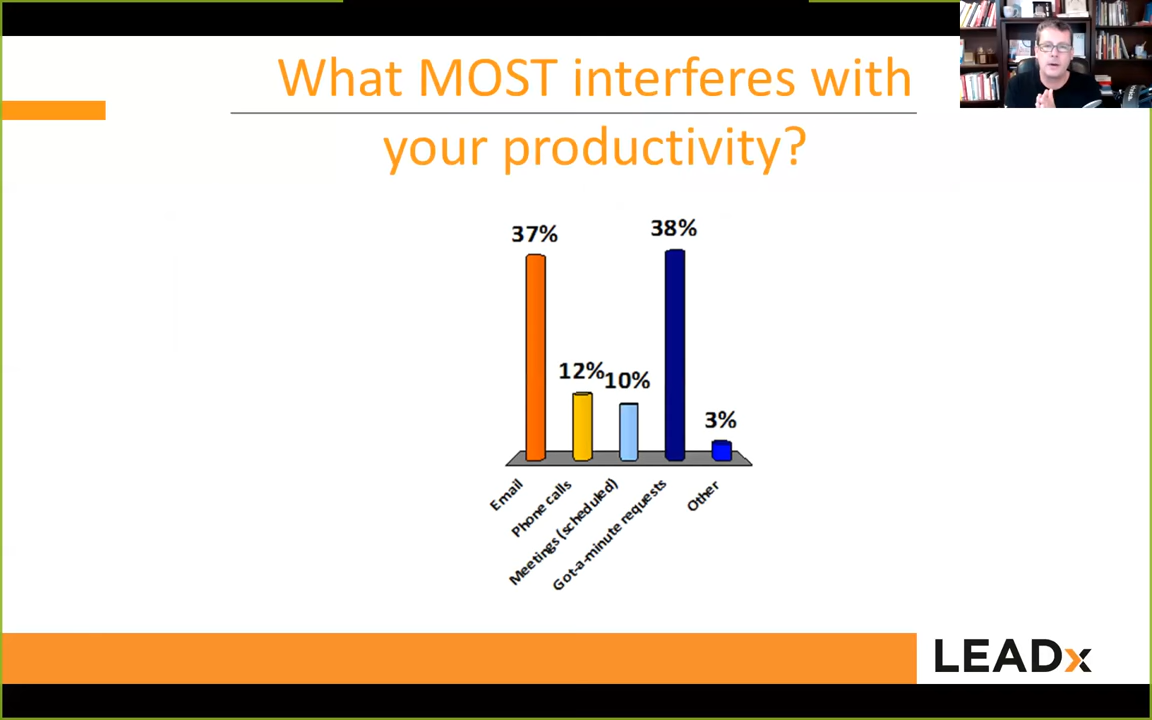 What MOST interferes with
your productivity?
37%
12%
10%
38%
3%
Email
Phone calls
Meetings (scheduled)
Got-a-minute requests
Other
LEADx